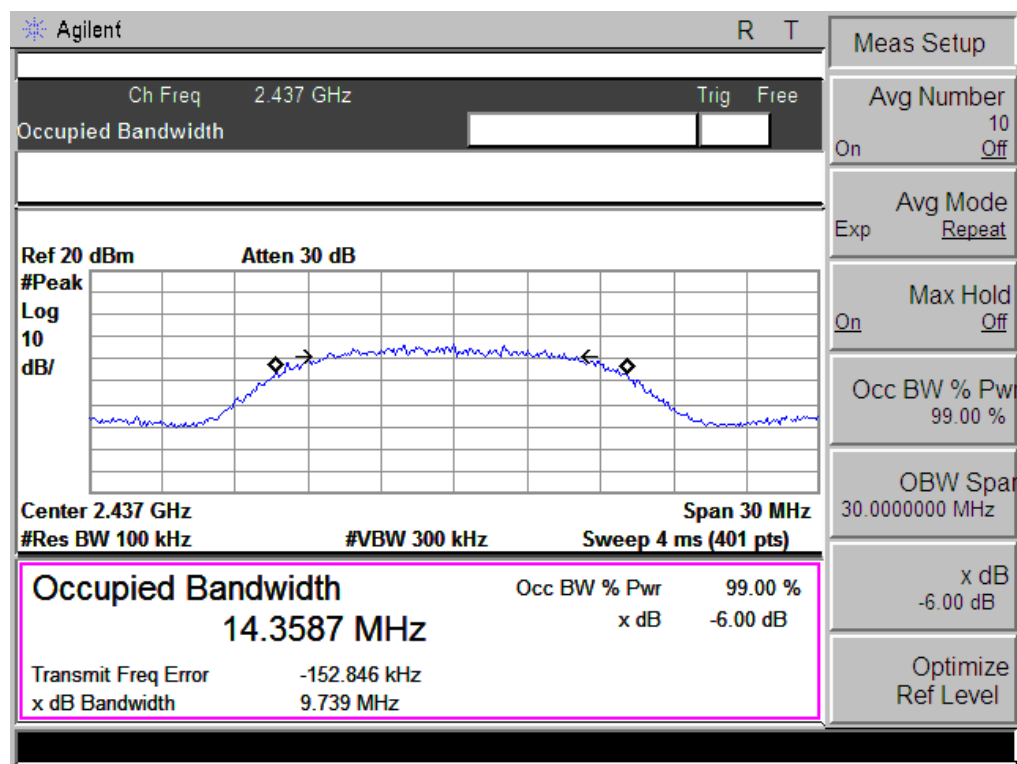 Agilent R T
Ch Freq 2.437 GHz Trig Free
Occupied Bandwidth
Ref 20 dBm Atten 30 dB
#Peak
Log
10
dB/
Center 2.437 GHz Span 30 MHz
#Res BW 100 kHz #VBW 300 kHz Sweep 4 ms (401 pts)
Occupied Bandwidth Occ BW % Pwr 99.00 %
14.3587 MHz x dB -6.00 dB
Transmit Freq Error -152.846 kHz
x dB Bandwidth 9.739 MHz
Meas Setup
Avg Number
10
On Off
Avg Mode
Exp Repeat
Max Hold
On Off
Occ BW % Pwr
99.00 %
OBW Span
30.0000000 MHz
x dB
-6.00 dB
Optimize
Ref Level